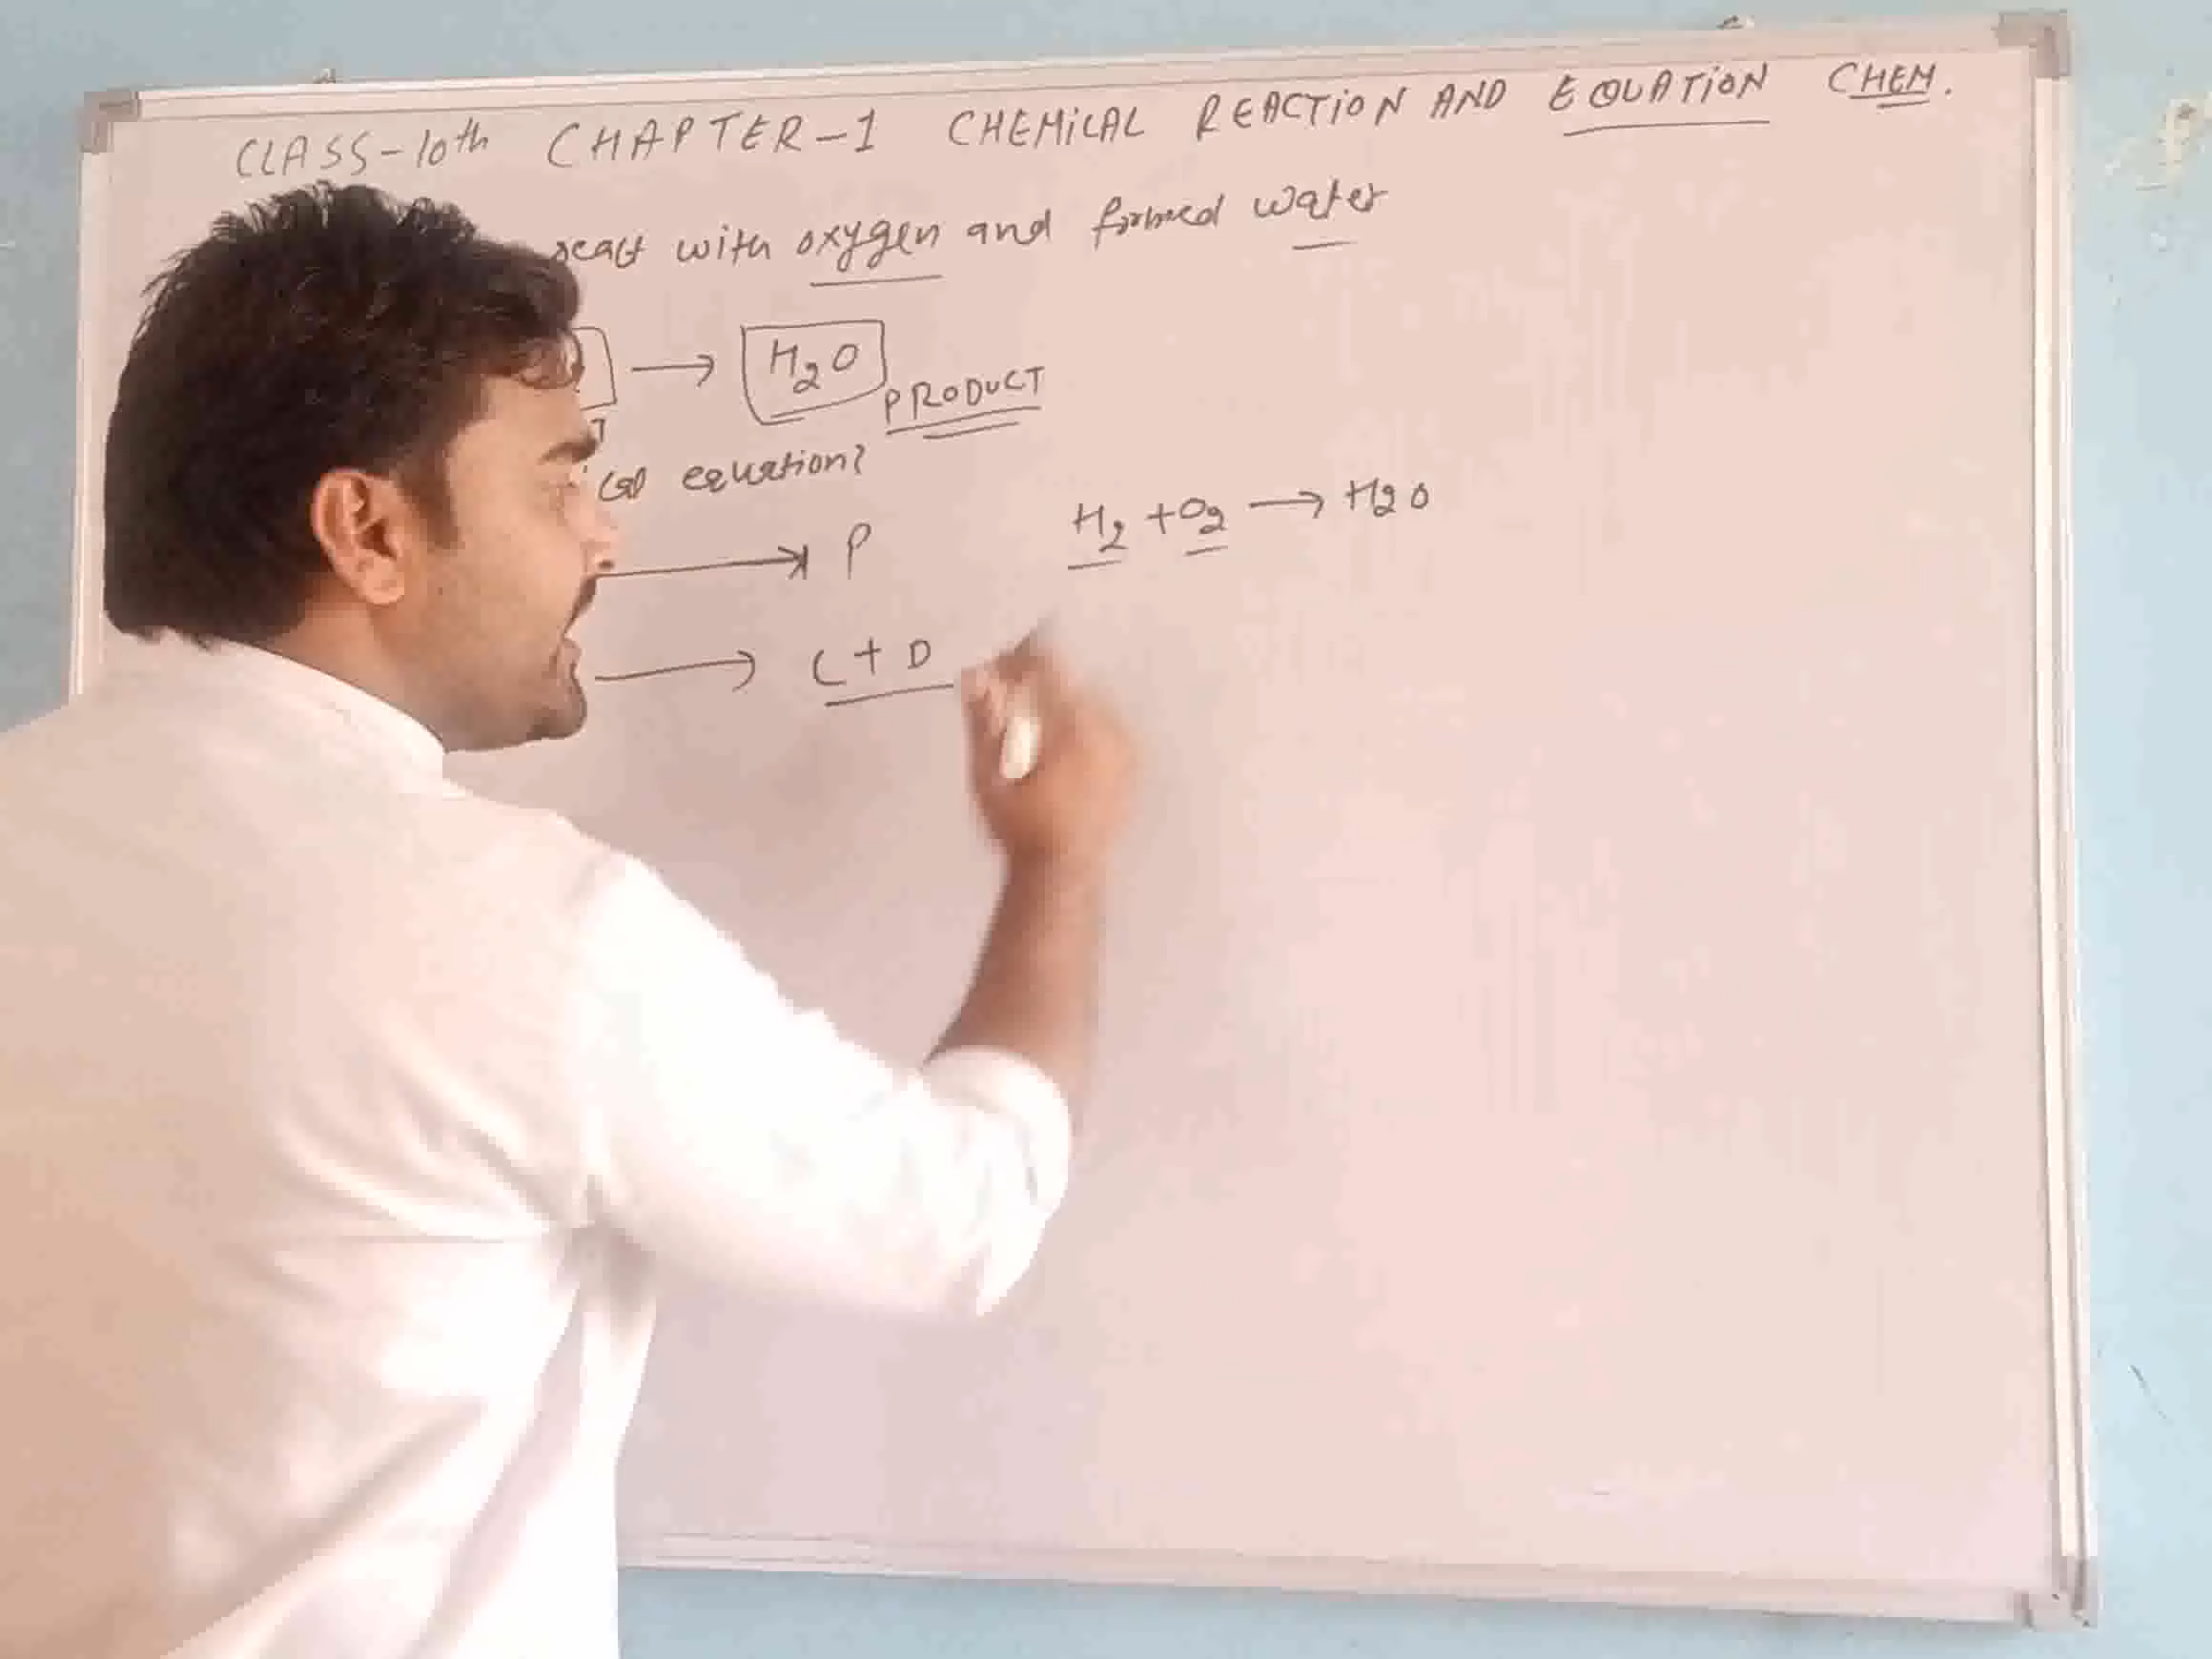 CLASS-10th CHAPTER-1 CHEMICAL REACTION AND EQUATION CHEM.
react with oxygen and formed water
→ H2O PRODUCT
equation?
→ P
H2 + O2 → H2O
→ C + D